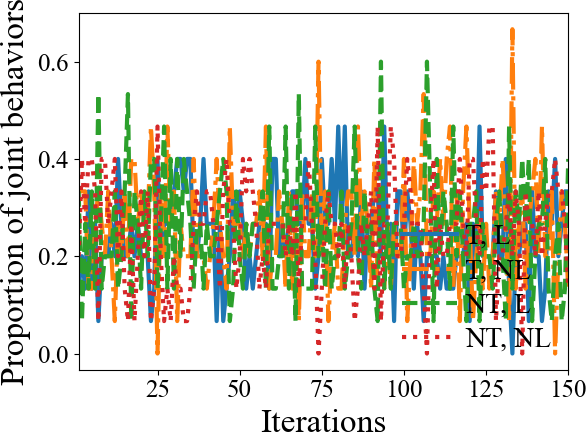 Proportion of joint behaviors
0.6
0.4
0.2
0.0
T, L
T, NL
NT, L
NT, NL
25 50 75 100 125 150
Iterations